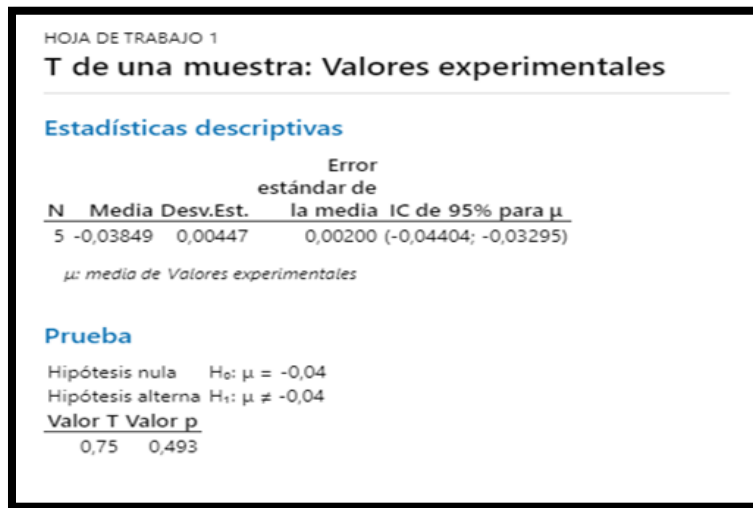 HOJA DE TRABAJO 1
T de una muestra: Valores experimentales
Estadísticas descriptivas
Error
estándar de
N Media Desv.Est. la media IC de 95% para μ
5 -0,03849 0,00447 0,00200 (-0,04404; -0,03295)
μ: media de Valores experimentales
Prueba
Hipótesis nula H₀: μ = -0,04
Hipótesis alterna H₁: μ ≠ -0,04
Valor T Valor p
0,75 0,493